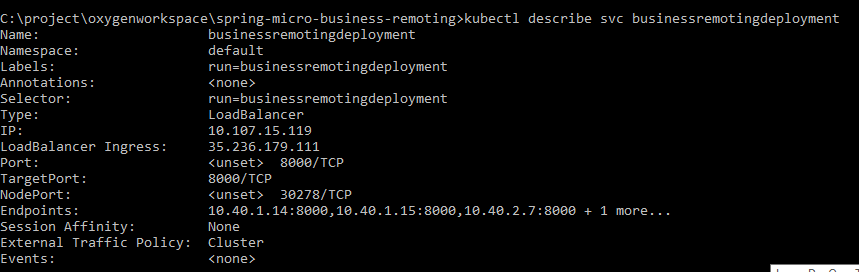 C:\project\oxygenworkspace\spring-micro-business-remoting>kubectl describe svc businessremotingdeployment
Name:                     businessremotingdeployment
Namespace:                default
Labels:                   run=businessremotingdeployment
Annotations:              <none>
Selector:                 run=businessremotingdeployment
Type:                     LoadBalancer
IP:                       10.107.15.119
LoadBalancer Ingress:     35.236.179.111
Port:                     <unset>  8000/TCP
TargetPort:               8000/TCP
NodePort:                 <unset>  30278/TCP
Endpoints:                10.40.1.14:8000,10.40.1.15:8000,10.40.2.7:8000 + 1 more...
Session Affinity:         None
External Traffic Policy:  Cluster
Events:                   <none>